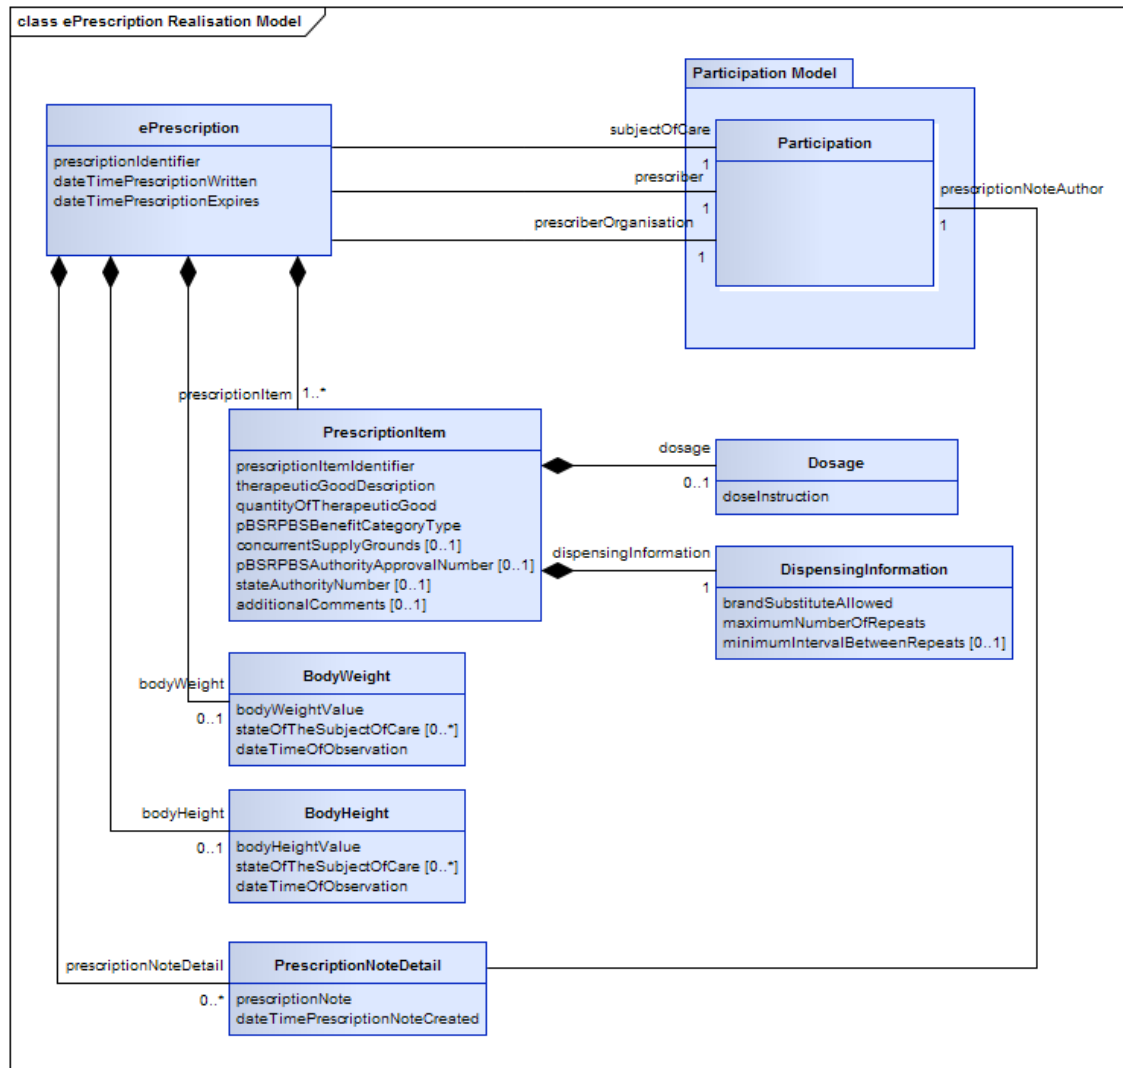 class ePrescription Realisation Model
Participation Model
ePrescription
prescriptionIdentifier
dateTimePrescriptionWritten
dateTimePrescriptionExpires
subjectOfCare
1
prescriber
1
prescriberOrganisation
1
Participation
prescriptionNoteAuthor
1
prescriptionItem
1..*
PrescriptionItem
prescriptionItemIdentifier
therapeuticGoodDescription
quantityOfTherapeuticGood
pBSRPBSBenefitCategoryType
concurrentSupplyGrounds [0..1]
pBSRPBSAuthorityApprovalNumber [0..1]
stateAuthorityNumber [0..1]
additionalComments [0..1]
dosage
0..1
Dosage
doseInstruction
dispensingInformation
1
DispensingInformation
brandSubstituteAllowed
maximumNumberOfRepeats
minimumIntervalBetweenRepeats [0..1]
bodyWeight
0..1
BodyWeight
bodyWeightValue
stateOfTheSubjectOfCare [0..*]
dateTimeOfObservation
bodyHeight
0..1
BodyHeight
bodyHeightValue
stateOfTheSubjectOfCare [0..*]
dateTimeOfObservation
prescriptionNoteDetail
0..*
PrescriptionNoteDetail
prescriptionNote
dateTimePrescriptionNoteCreated